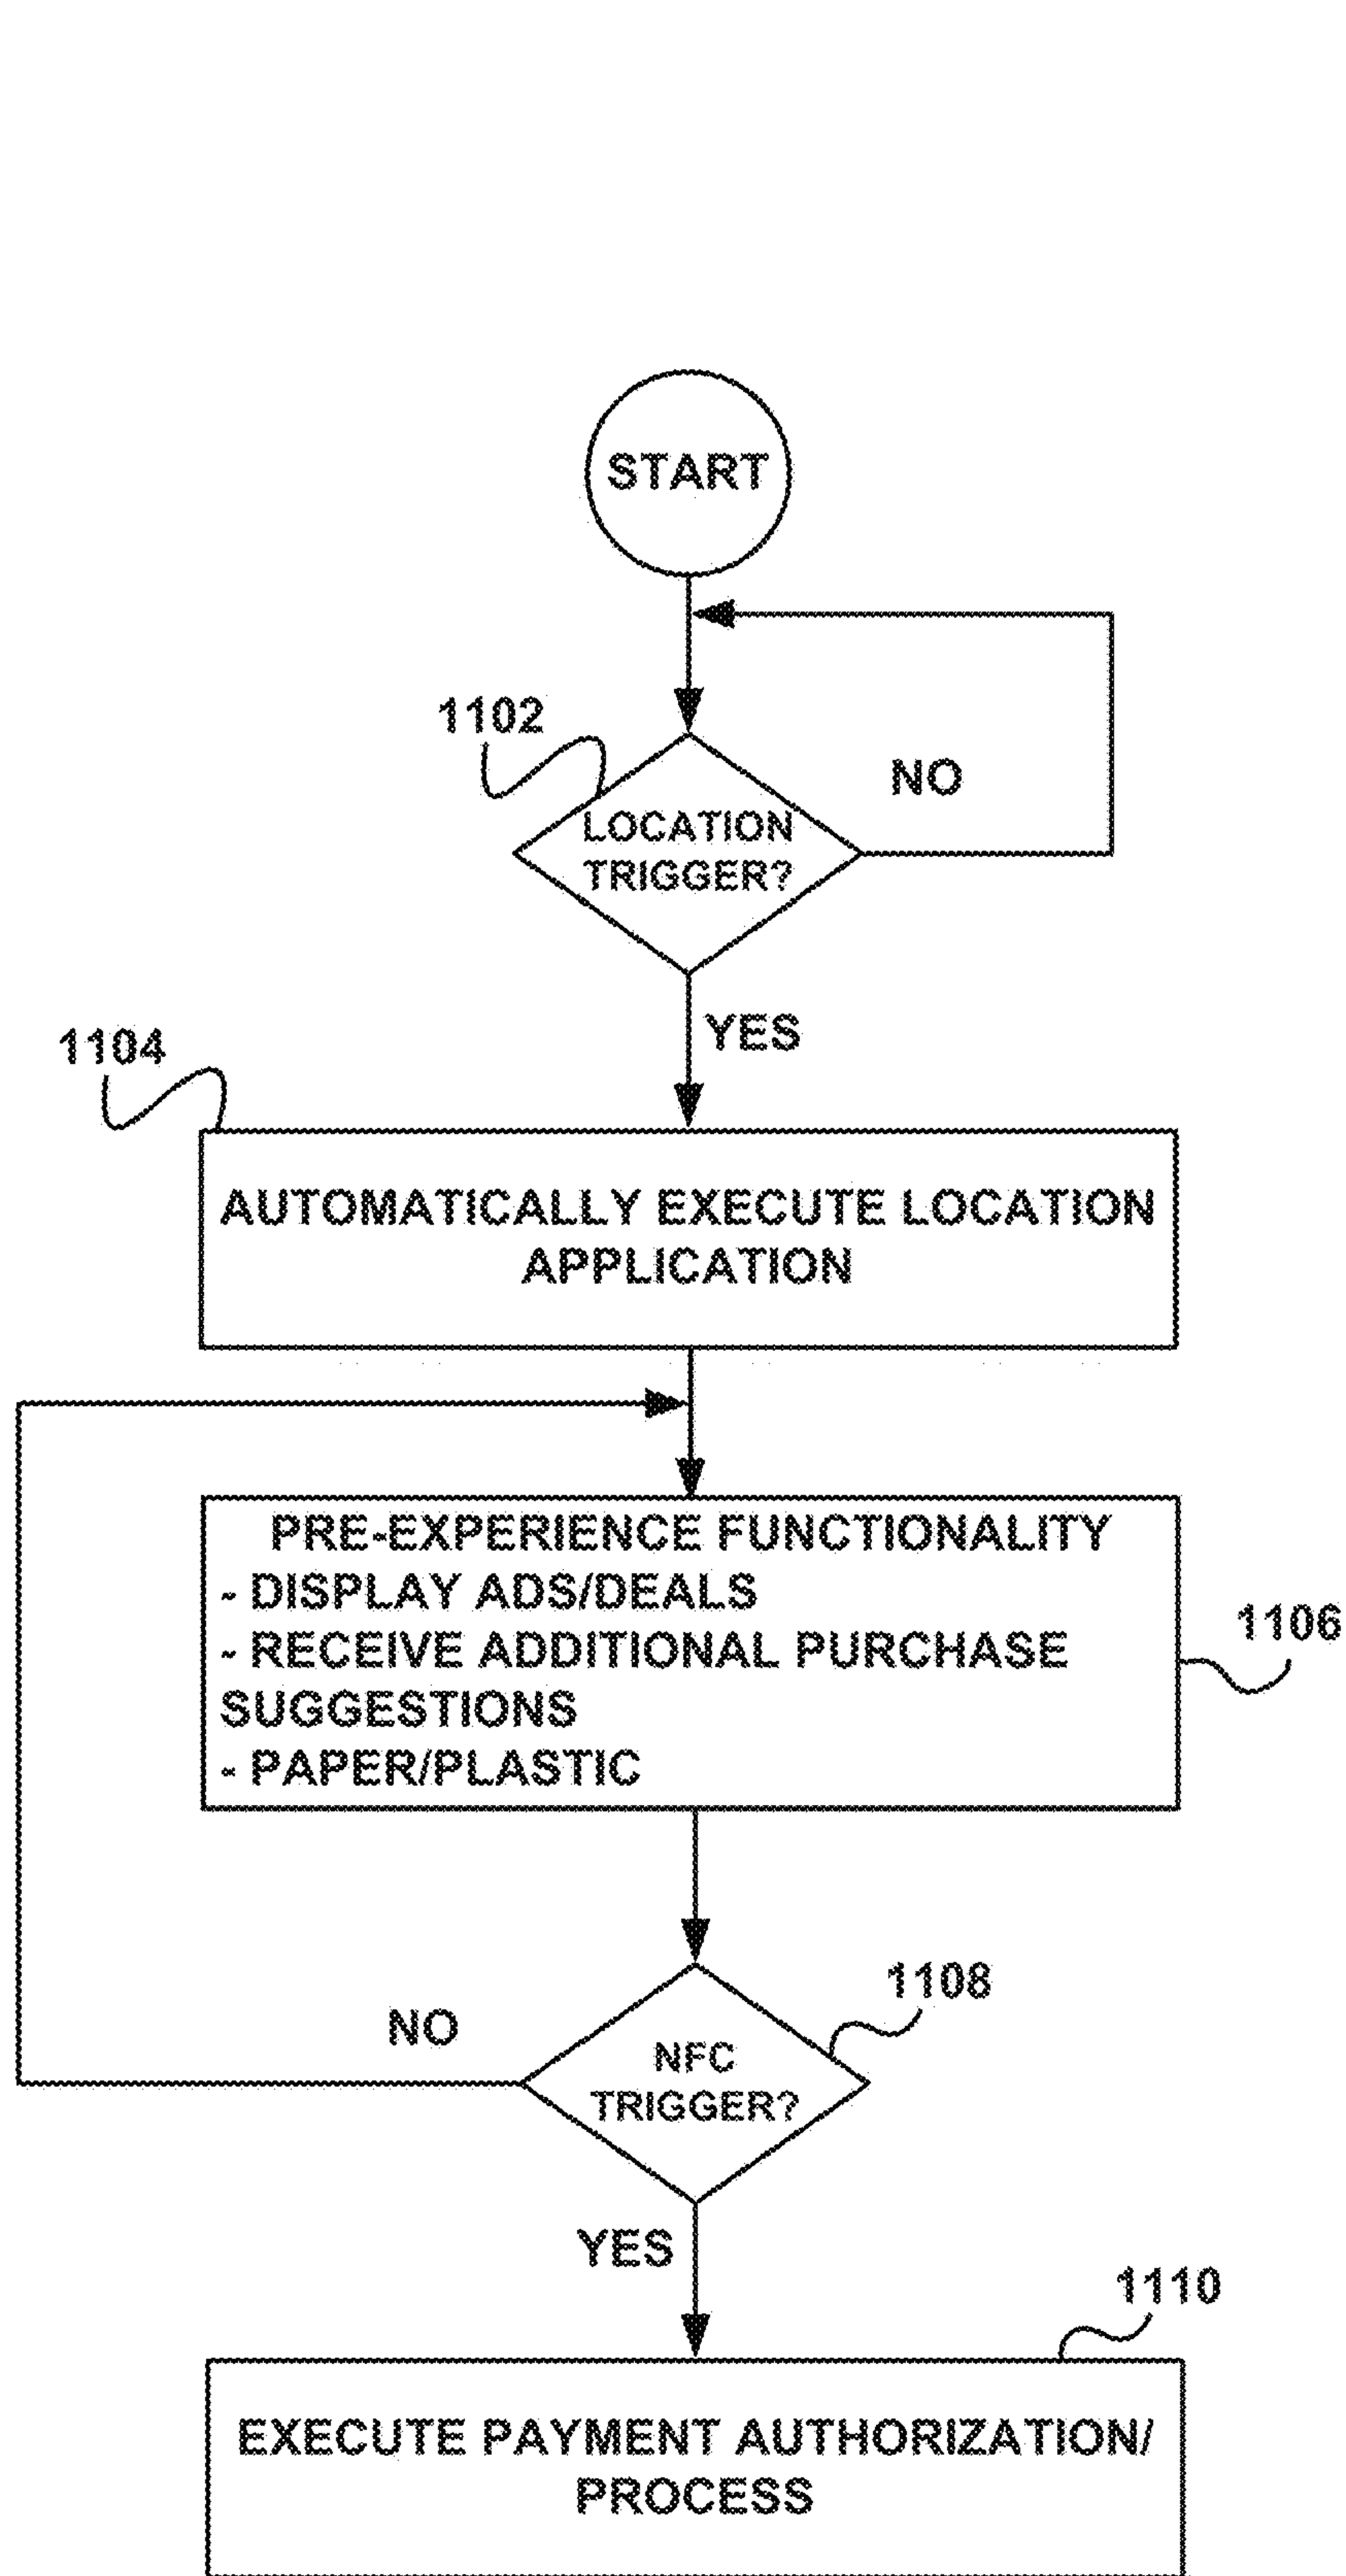 START
1102
NO
LOCATION
TRIGGER?
YES
1104
AUTOMATICALLY EXECUTE LOCATION
APPLICATION
PRE-EXPERIENCE FUNCTIONALITY
- DISPLAY ADS/DEALS
- RECEIVE ADDITIONAL PURCHASE
SUGGESTIONS
- PAPER/PLASTIC
1106
1108
NO
NFC
TRIGGER?
YES
1110
EXECUTE PAYMENT AUTHORIZATION/
PROCESS